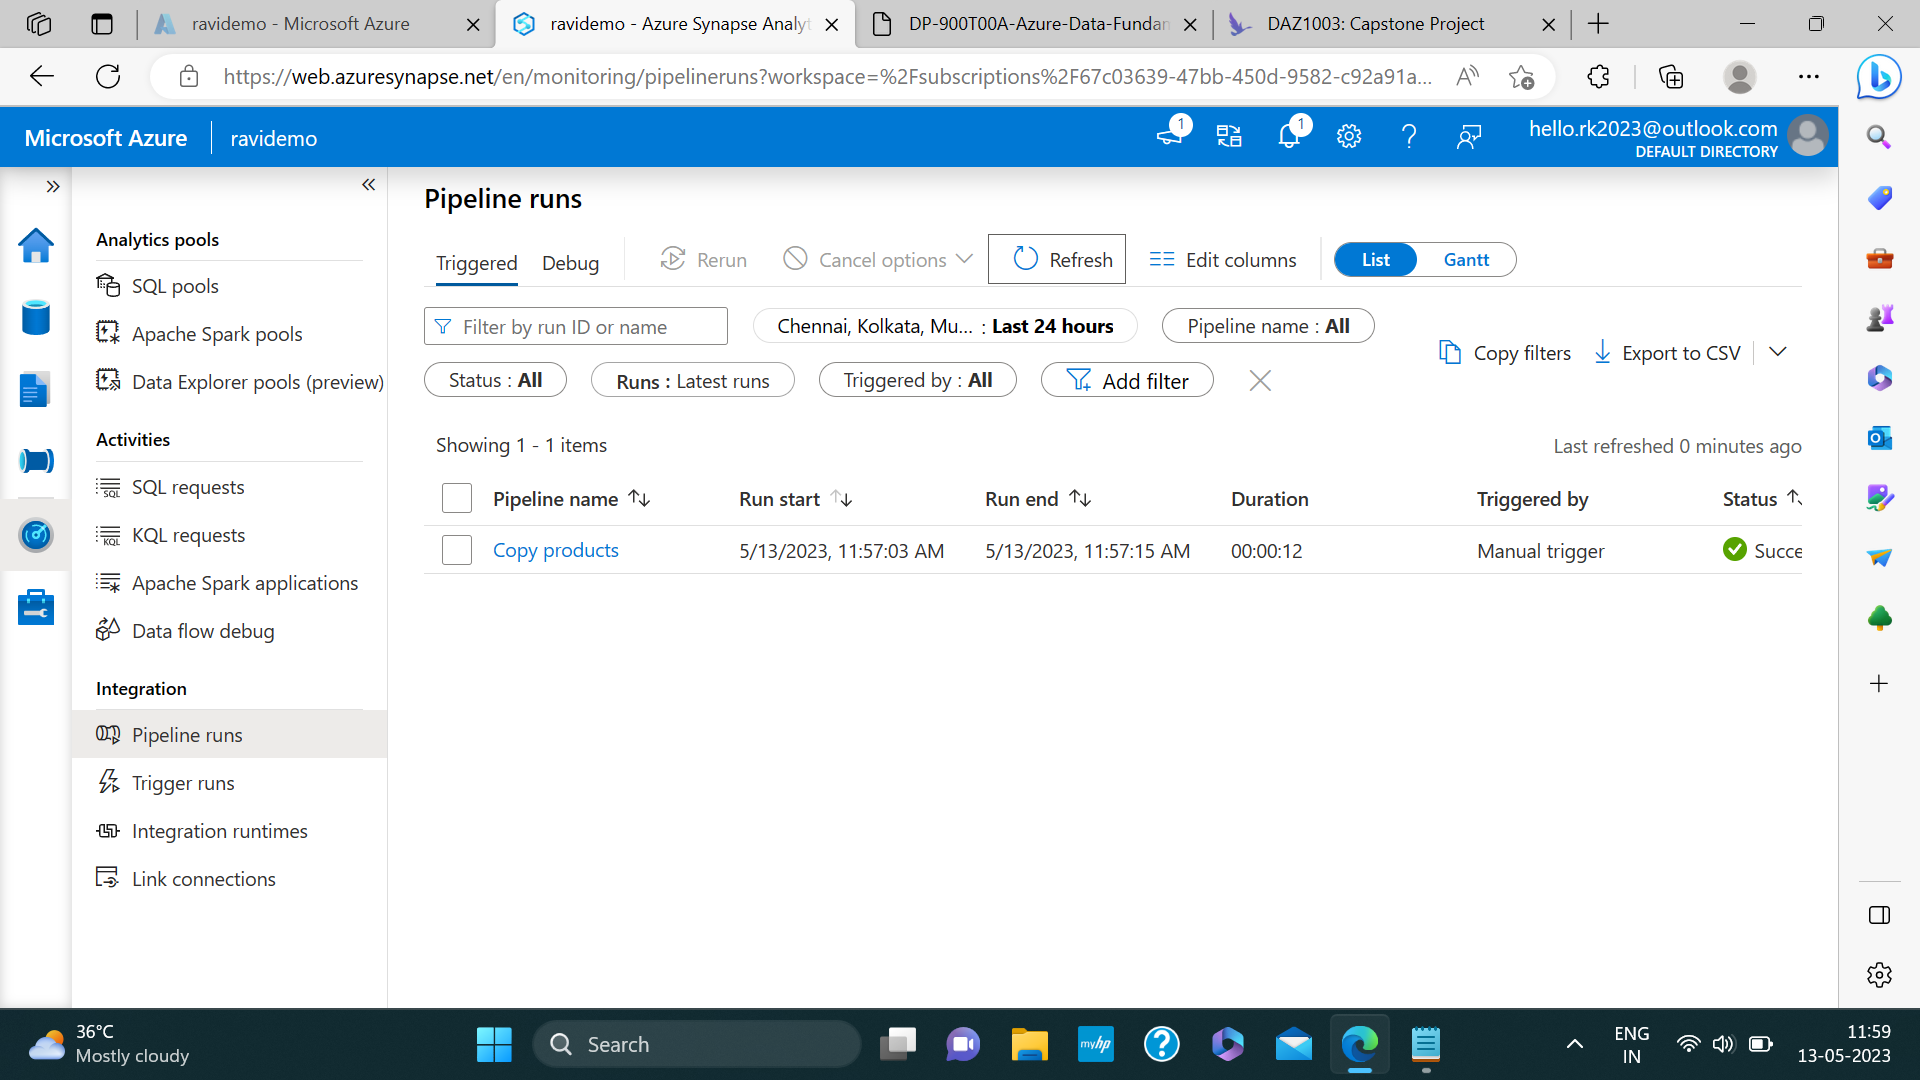 ravidemo - Microsoft Azure
ravidemo - Azure Synapse Analyt
DP-900T00A-Azure-Data-Fundan
DAZ1003: Capstone Project
https://web.azuresynapse.net/en/monitoring/pipelineruns?workspace=%2Fsubscriptions%2F67c03639-47bb-450d-9582-c92a91a...
Microsoft Azure
ravidemo
1
1
hello.rk2023@outlook.com
DEFAULT DIRECTORY
Analytics pools
SQL pools
Apache Spark pools
Data Explorer pools (preview)
Activities
SQL requests
KQL requests
Apache Spark applications
Data flow debug
Integration
Pipeline runs
Trigger runs
Integration runtimes
Link connections
Pipeline runs
Triggered
Debug
Rerun
Cancel options
Refresh
Edit columns
List
Gantt
Filter by run ID or name
Chennai, Kolkata, Mu... : Last 24 hours
Pipeline name : All
Status : All
Runs : Latest runs
Triggered by : All
Add filter
Copy filters
Export to CSV
Showing 1 - 1 items
Last refreshed 0 minutes ago
Pipeline name Run start Run end Duration Triggered by Status
Copy products 5/13/2023, 11:57:03 AM 5/13/2023, 11:57:15 AM 00:00:12 Manual trigger Succe
36°C
Mostly cloudy
Search
myhp
ENG
IN
11:59
13-05-2023